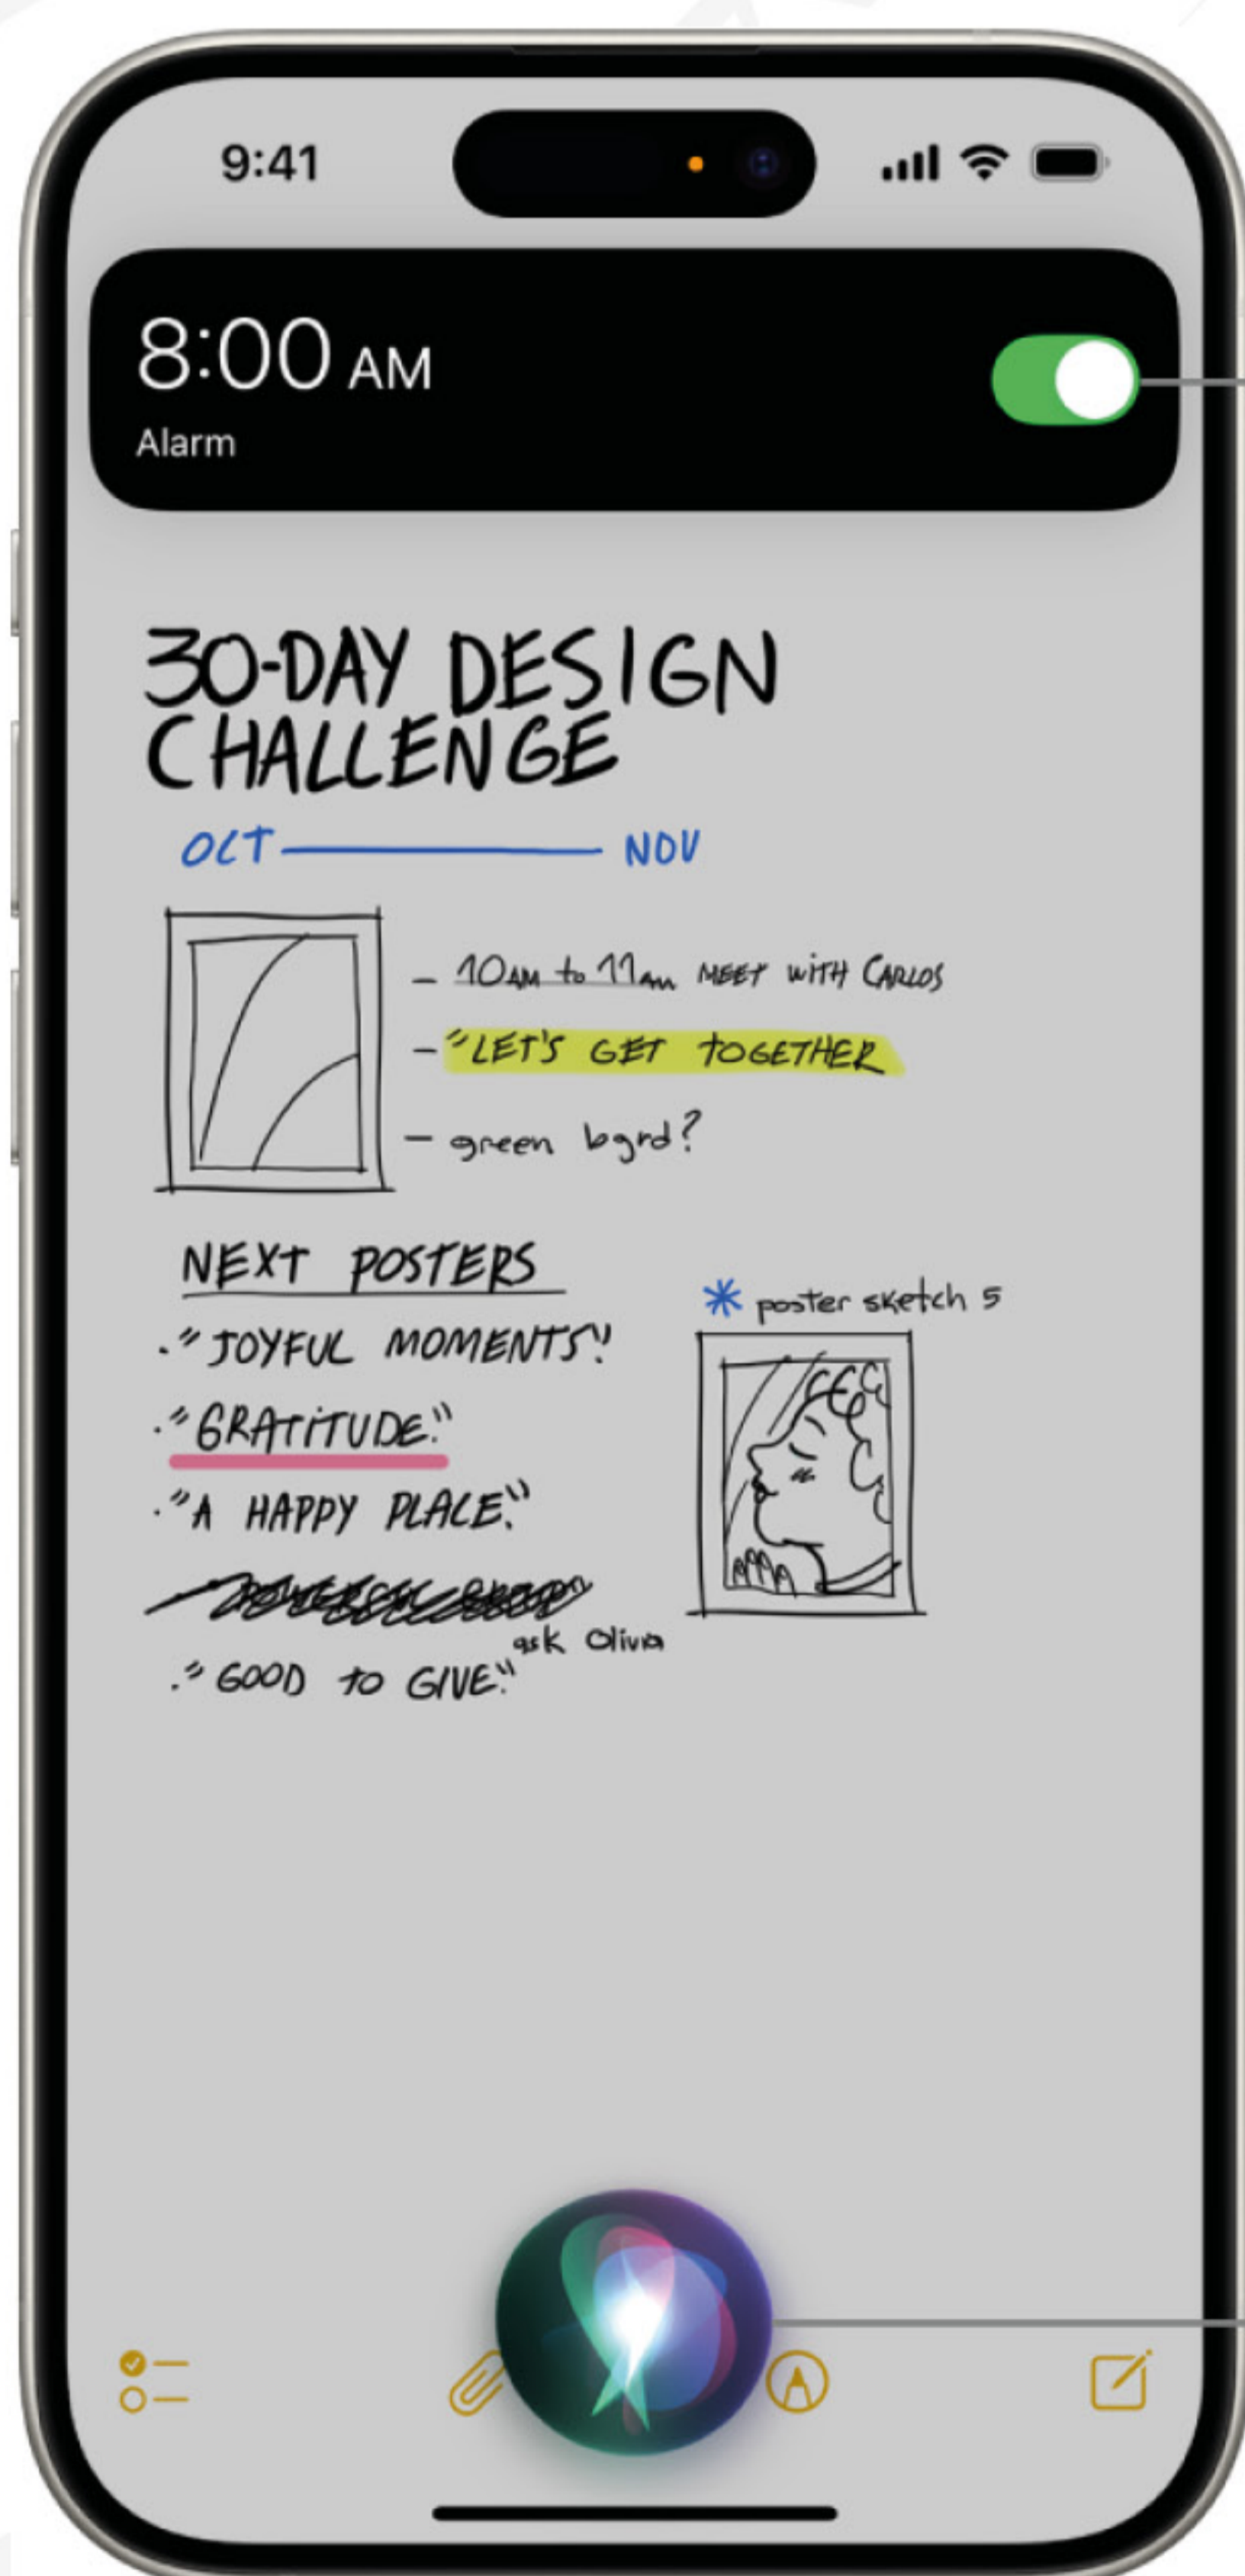 9:41
8:00 AM
Alarm
30-DAY DESIGN
CHALLENGE
OCT NOV
- 10AM to 11am MEET WITH CARLOS
- "LET'S GET TOGETHER
- green bgrd?
NEXT POSTERS
* poster sketch 5
· "JOYFUL MOMENTS."
· "GRATITUDE."
· "A HAPPY PLACE."
ask Olivia
· "GOOD TO GIVE."